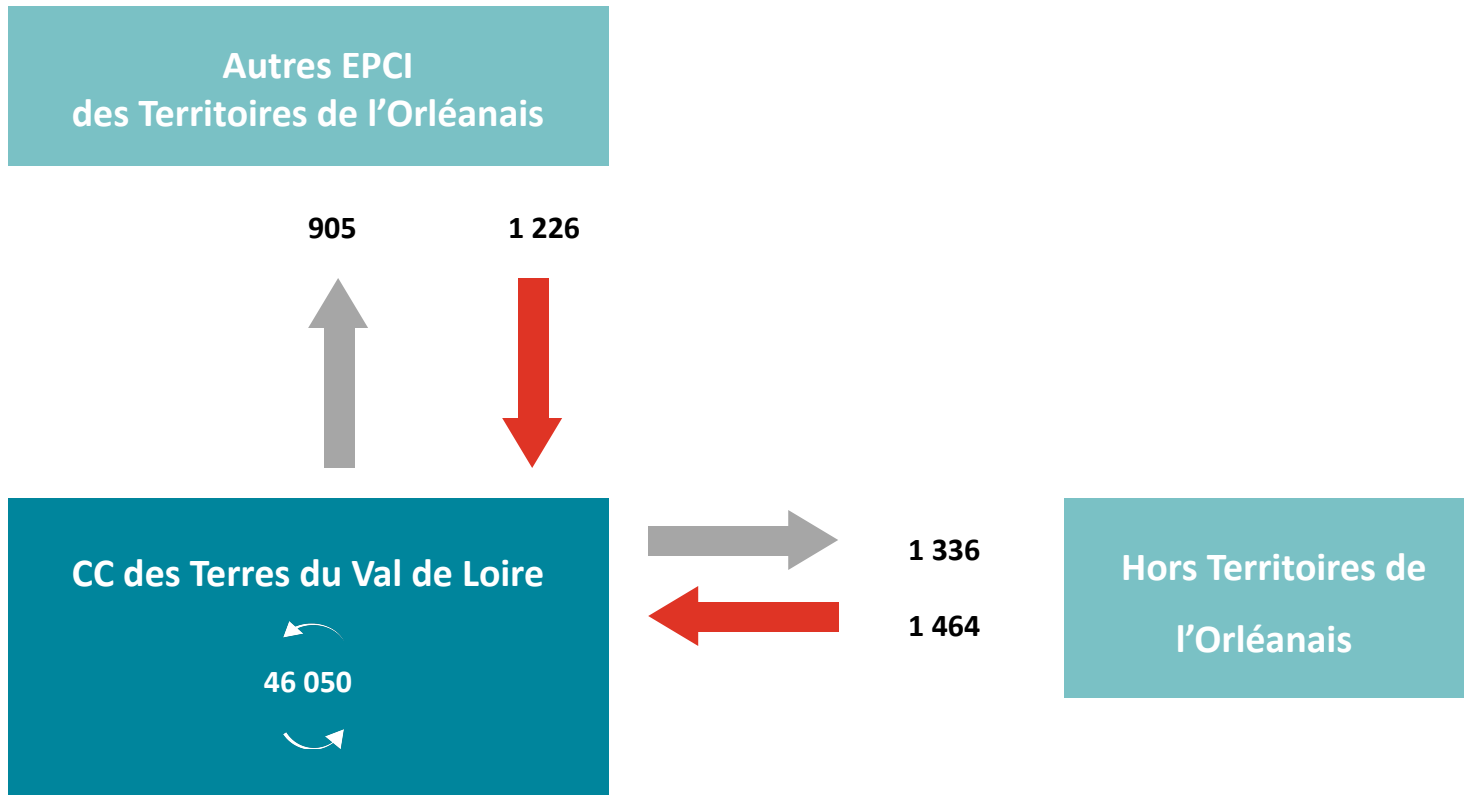 Autres EPCI
des Territoires de l’Orléanais
905
1 226
CC des Terres du Val de Loire
46 050
1 336
1 464
Hors Territoires de
l’Orléanais